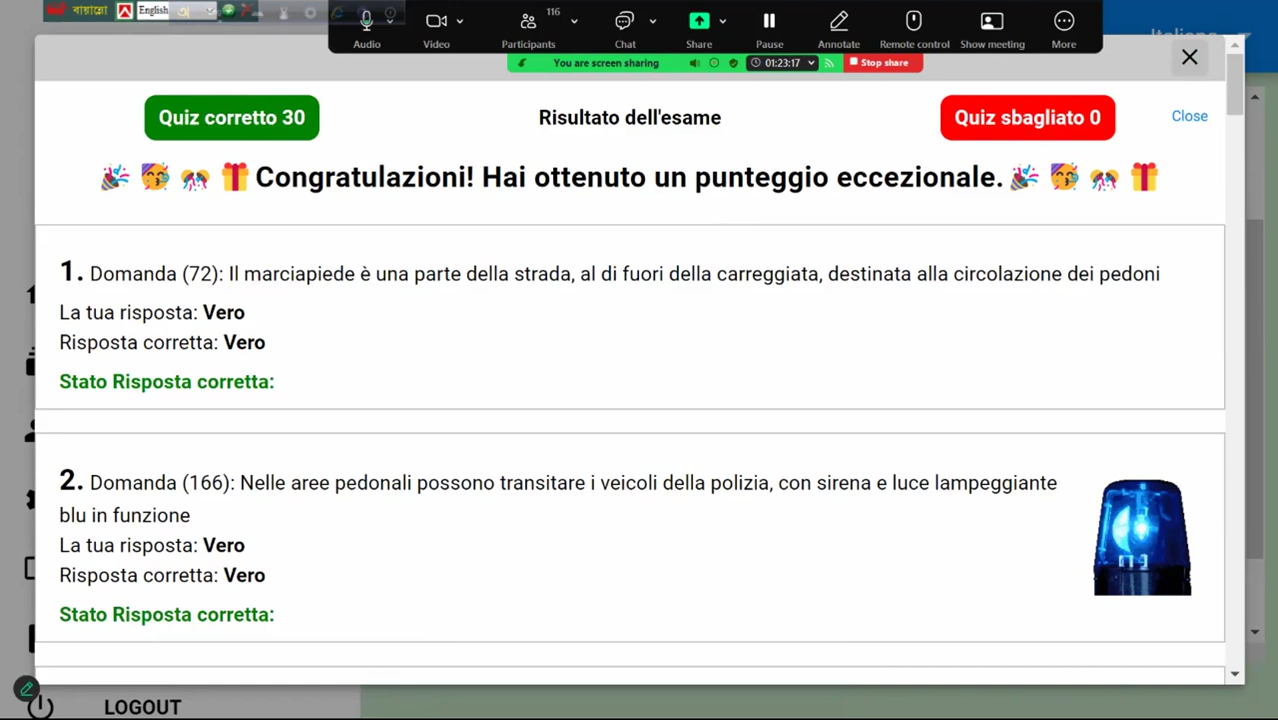 বায়ান্নো English
116
Audio Video Participants Chat Share Pause Annotate Remote control Show meeting More
You are screen sharing 01:23:17 Stop share
Quiz corretto 30 Risultato dell'esame Quiz sbagliato 0 Close
Congratulazioni! Hai ottenuto un punteggio eccezionale.
1. Domanda (72): Il marciapiede è una parte della strada, al di fuori della carreggiata, destinata alla circolazione dei pedoni
La tua risposta: Vero
Risposta corretta: Vero
Stato Risposta corretta:
2. Domanda (166): Nelle aree pedonali possono transitare i veicoli della polizia, con sirena e luce lampeggiante
blu in funzione
La tua risposta: Vero
Risposta corretta: Vero
Stato Risposta corretta:
LOGOUT